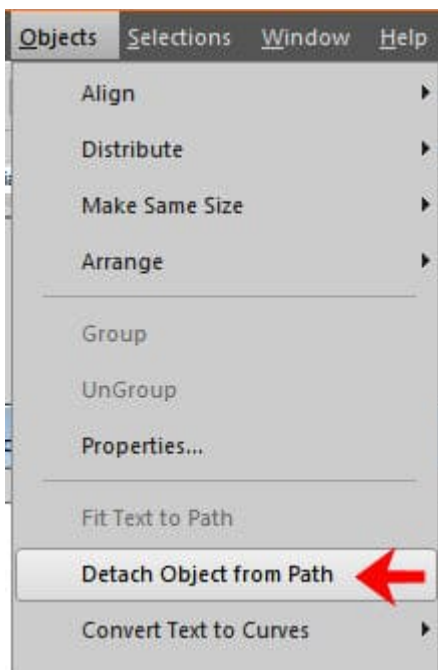 Objects Selections Window Help
Align
Distribute
Make Same Size
Arrange
Group
UnGroup
Properties...
Fit Text to Path
Detach Object from Path
Convert Text to Curves